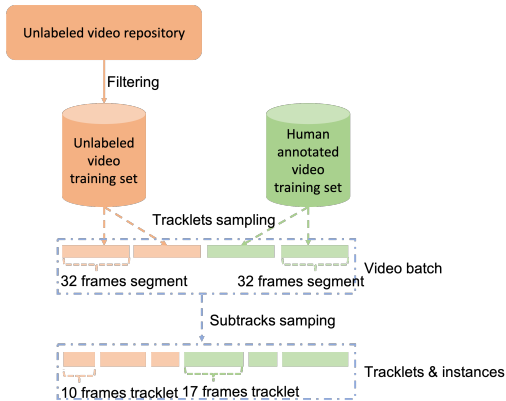 Unlabeled video repository
Filtering
Unlabeled
video
training set
Human
annotated
video
training set
Tracklets sampling
32 frames segment
32 frames segment
Video batch
Subtracks samping
Tracklets & instances
10 frames tracklet
17 frames tracklet